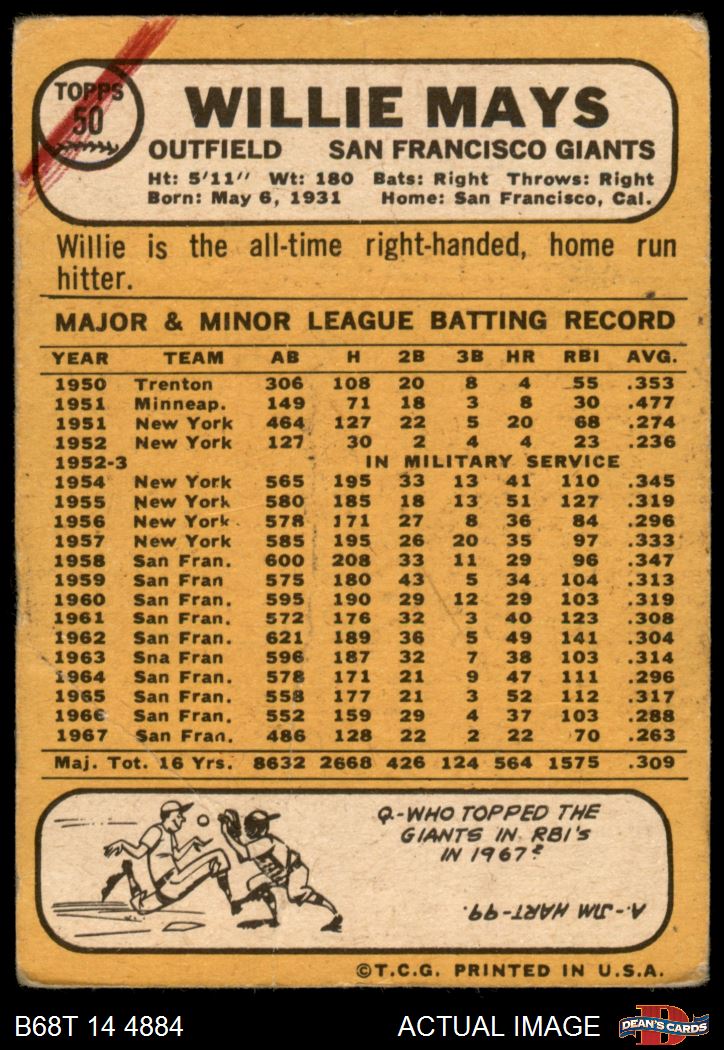 TOPPS
50
WILLIE MAYS
OUTFIELD SAN FRANCISCO GIANTS
Ht: 5'11" Wt: 180 Bats: Right Throws: Right
Born: May 6, 1931 Home: San Francisco, Cal.
Willie is the all-time right-handed, home run
hitter.
MAJOR & MINOR LEAGUE BATTING RECORD
YEAR TEAM AB H 2B 3B HR RBI AVG.
1950 Trenton 306 108 20 8 4 55 .353
1951 Minneap. 149 71 18 3 8 30 .477
1951 New York 464 127 22 5 20 68 .274
1952 New York 127 30 2 4 4 23 .236
1952-3 IN MILITARY SERVICE
1954 New York 565 195 33 13 41 110 .345
1955 New York 580 185 18 13 51 127 .319
1956 New York 578 171 27 8 36 84 .296
1957 New York 585 195 26 20 35 97 .333
1958 San Fran. 600 208 33 11 29 96 .347
1959 San Fran 575 180 43 5 34 104 .313
1960 San Fran. 595 190 29 12 29 103 .319
1961 San Fran. 572 176 32 3 40 123 .308
1962 San Fran. 621 189 36 5 49 141 .304
1963 Sna Fran 596 187 32 7 38 103 .314
1964 San Fran. 578 171 21 9 47 111 .296
1965 San Fran. 558 177 21 3 52 112 .317
1966 San Fran. 552 159 29 4 37 103 .288
1967 San Fran. 486 128 22 2 22 70 .263
Maj. Tot. 16 Yrs. 8632 2668 426 124 564 1575 .309
Q-WHO TOPPED THE
GIANTS IN RBI'S
IN 1967?
A-JIM HART-99.
©T.C.G. PRINTED IN U.S.A.
B68T 14 4884 ACTUAL IMAGE
D
DEAN'S CARDS